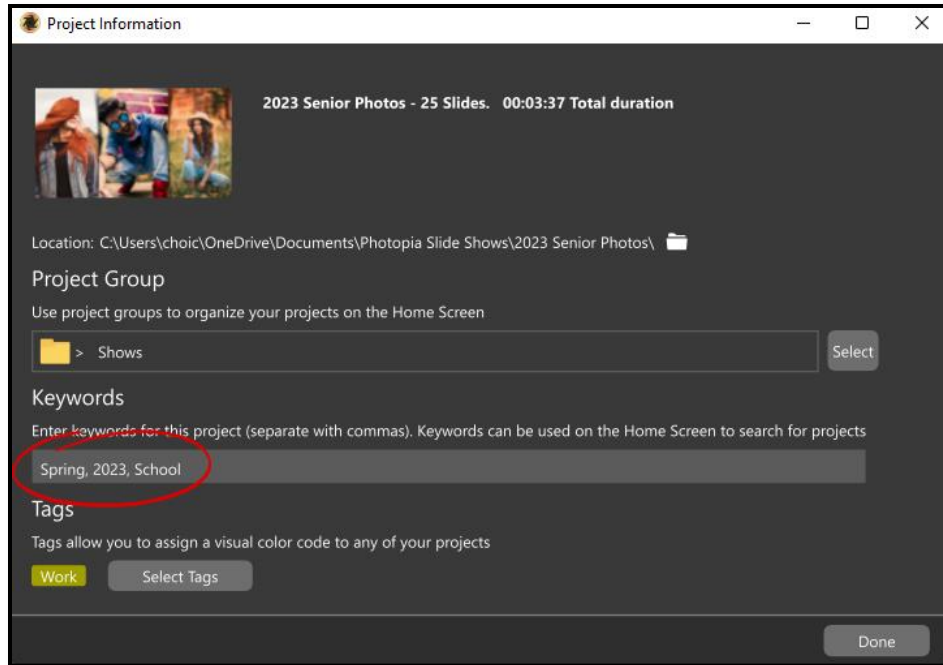 Project Information
2023 Senior Photos - 25 Slides. 00:03:37 Total duration
Location: C:\Users\choic\OneDrive\Documents\Photopia Slide Shows\2023 Senior Photos\
Project Group
Use project groups to organize your projects on the Home Screen
> Shows
Select
Keywords
Enter keywords for this project (separate with commas). Keywords can be used on the Home Screen to search for projects
Spring, 2023, School
Tags
Tags allow you to assign a visual color code to any of your projects
Work
Select Tags
Done